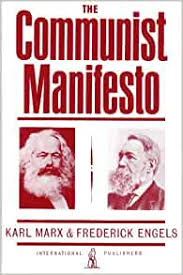 THE
Communist
Manifesto
KARL MARX & FREDERICK ENGELS
INTERNATIONAL PUBLISHERS